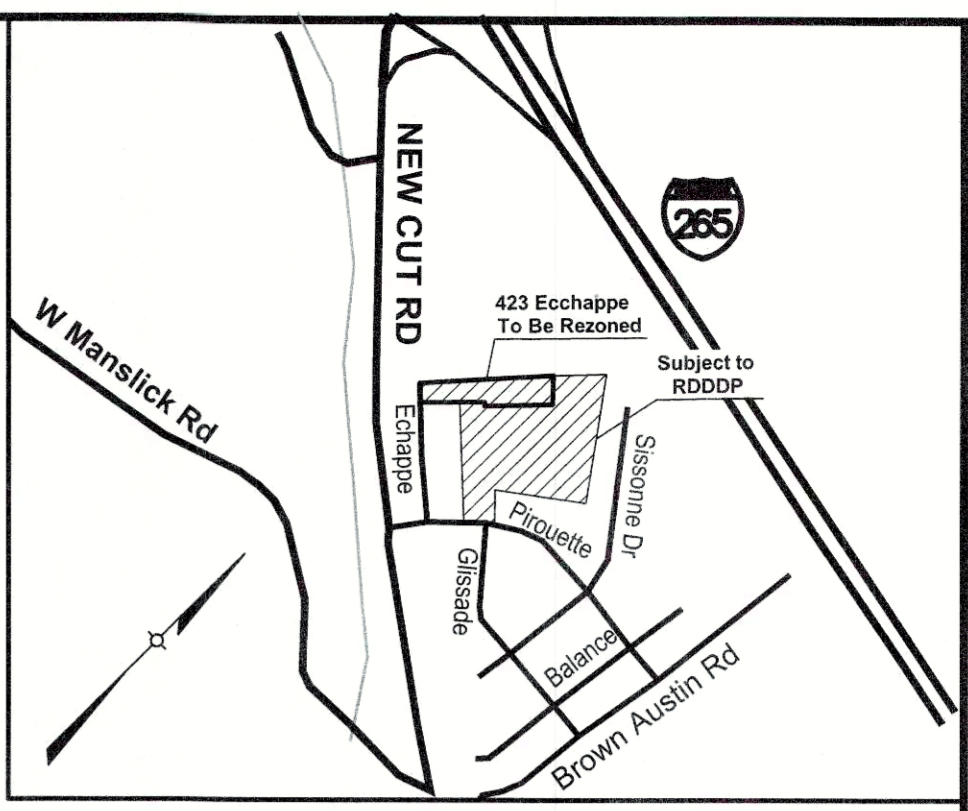 NEW CUT RD
265
423 Ecchappe
To Be Rezoned
W Manslick Rd
Subject to
RDDDP
Echappe
Sissonne Dr
Pirouette
Glissade
Balance
Brown Austin Rd